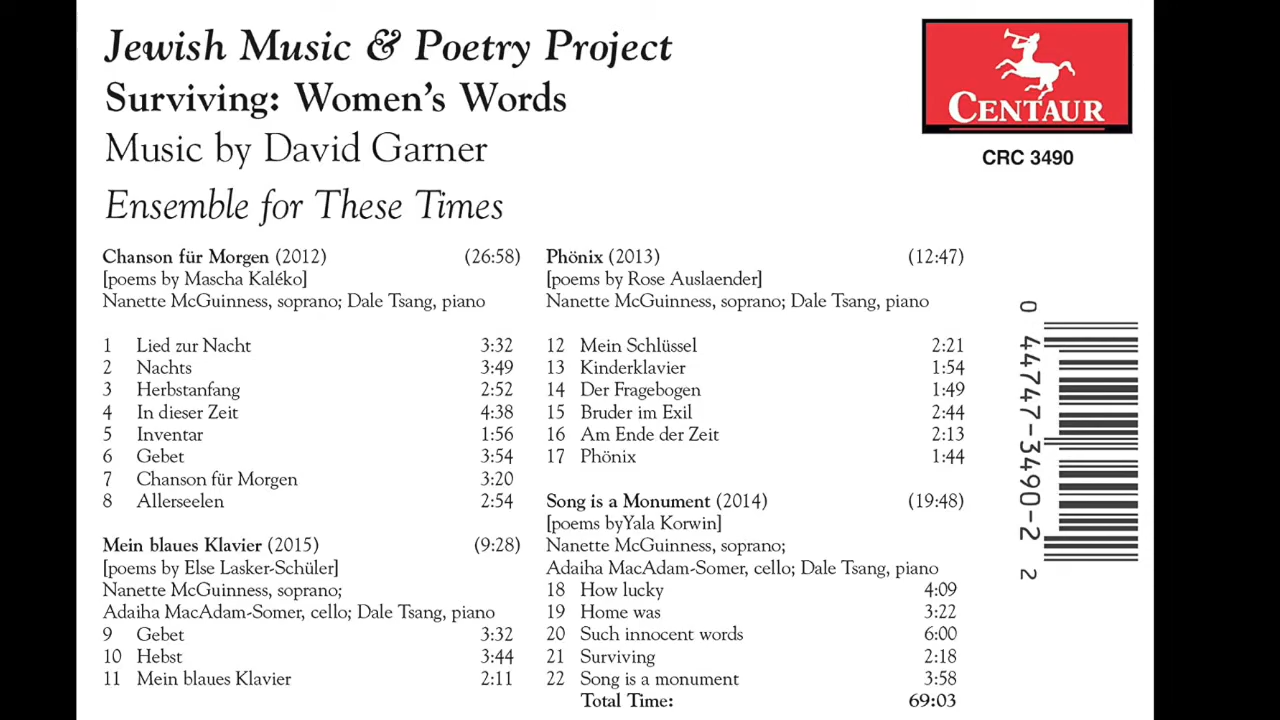 Jewish Music & Poetry Project
Surviving: Women's Words
Music by David Garner
Ensemble for These Times
CENTAUR
CRC 3490
Chanson für Morgen (2012) (26:58)
[poems by Mascha Kaléko]
Nanette McGuinness, soprano; Dale Tsang, piano
1 Lied zur Nacht 3:32
2 Nachts 3:49
3 Herbstanfang 2:52
4 In dieser Zeit 4:38
5 Inventar 1:56
6 Gebet 3:54
7 Chanson für Morgen 3:20
8 Allerseelen 2:54
Mein blaues Klavier (2015) (9:28)
[poems by Else Lasker-Schüler]
Nanette McGuinness, soprano;
Adaiha MacAdam-Somer, cello; Dale Tsang, piano
9 Gebet 3:32
10 Hebst 3:44
11 Mein blaues Klavier 2:11
Phönix (2013) (12:47)
[poems by Rose Auslaender]
Nanette McGuinness, soprano; Dale Tsang, piano
12 Mein Schlüssel 2:21
13 Kinderklavier 1:54
14 Der Fragebogen 1:49
15 Bruder im Exil 2:44
16 Am Ende der Zeit 2:13
17 Phönix 1:44
Song is a Monument (2014) (19:48)
[poems byYala Korwin]
Nanette McGuinness, soprano;
Adaiha MacAdam-Somer, cello; Dale Tsang, piano
18 How lucky 4:09
19 Home was 3:22
20 Such innocent words 6:00
21 Surviving 2:18
22 Song is a monument 3:58
Total Time: 69:03
0 44747-3490-2 2